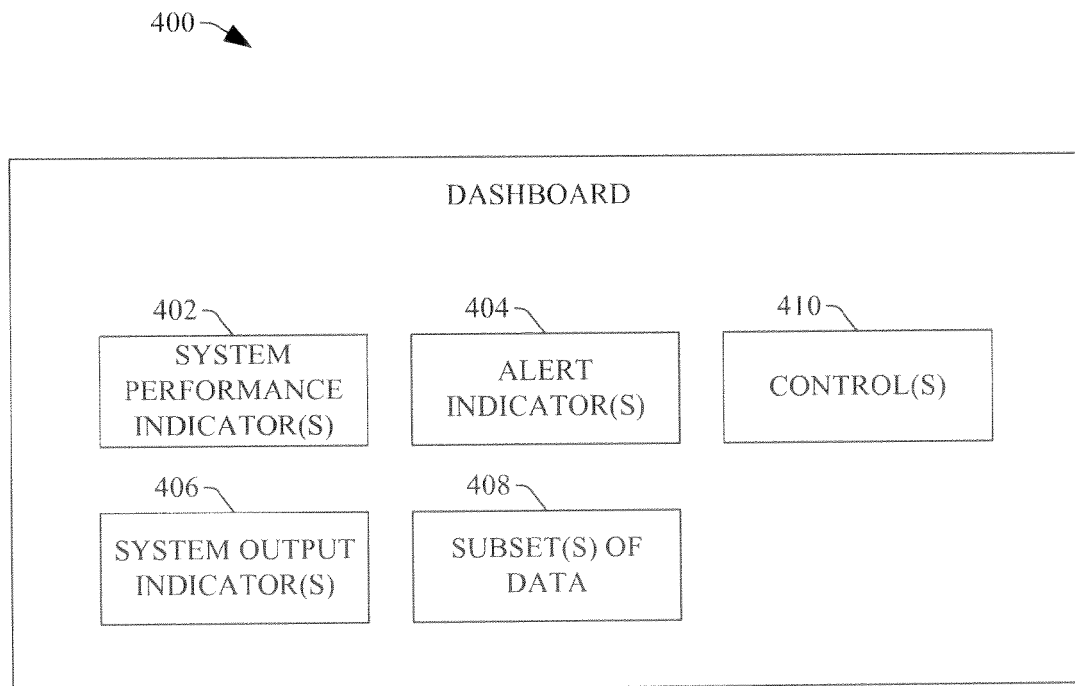 400
DASHBOARD
402
SYSTEM
PERFORMANCE
INDICATOR(S)
404
ALERT
INDICATOR(S)
410
CONTROL(S)
406
SYSTEM OUTPUT
INDICATOR(S)
408
SUBSET(S) OF
DATA